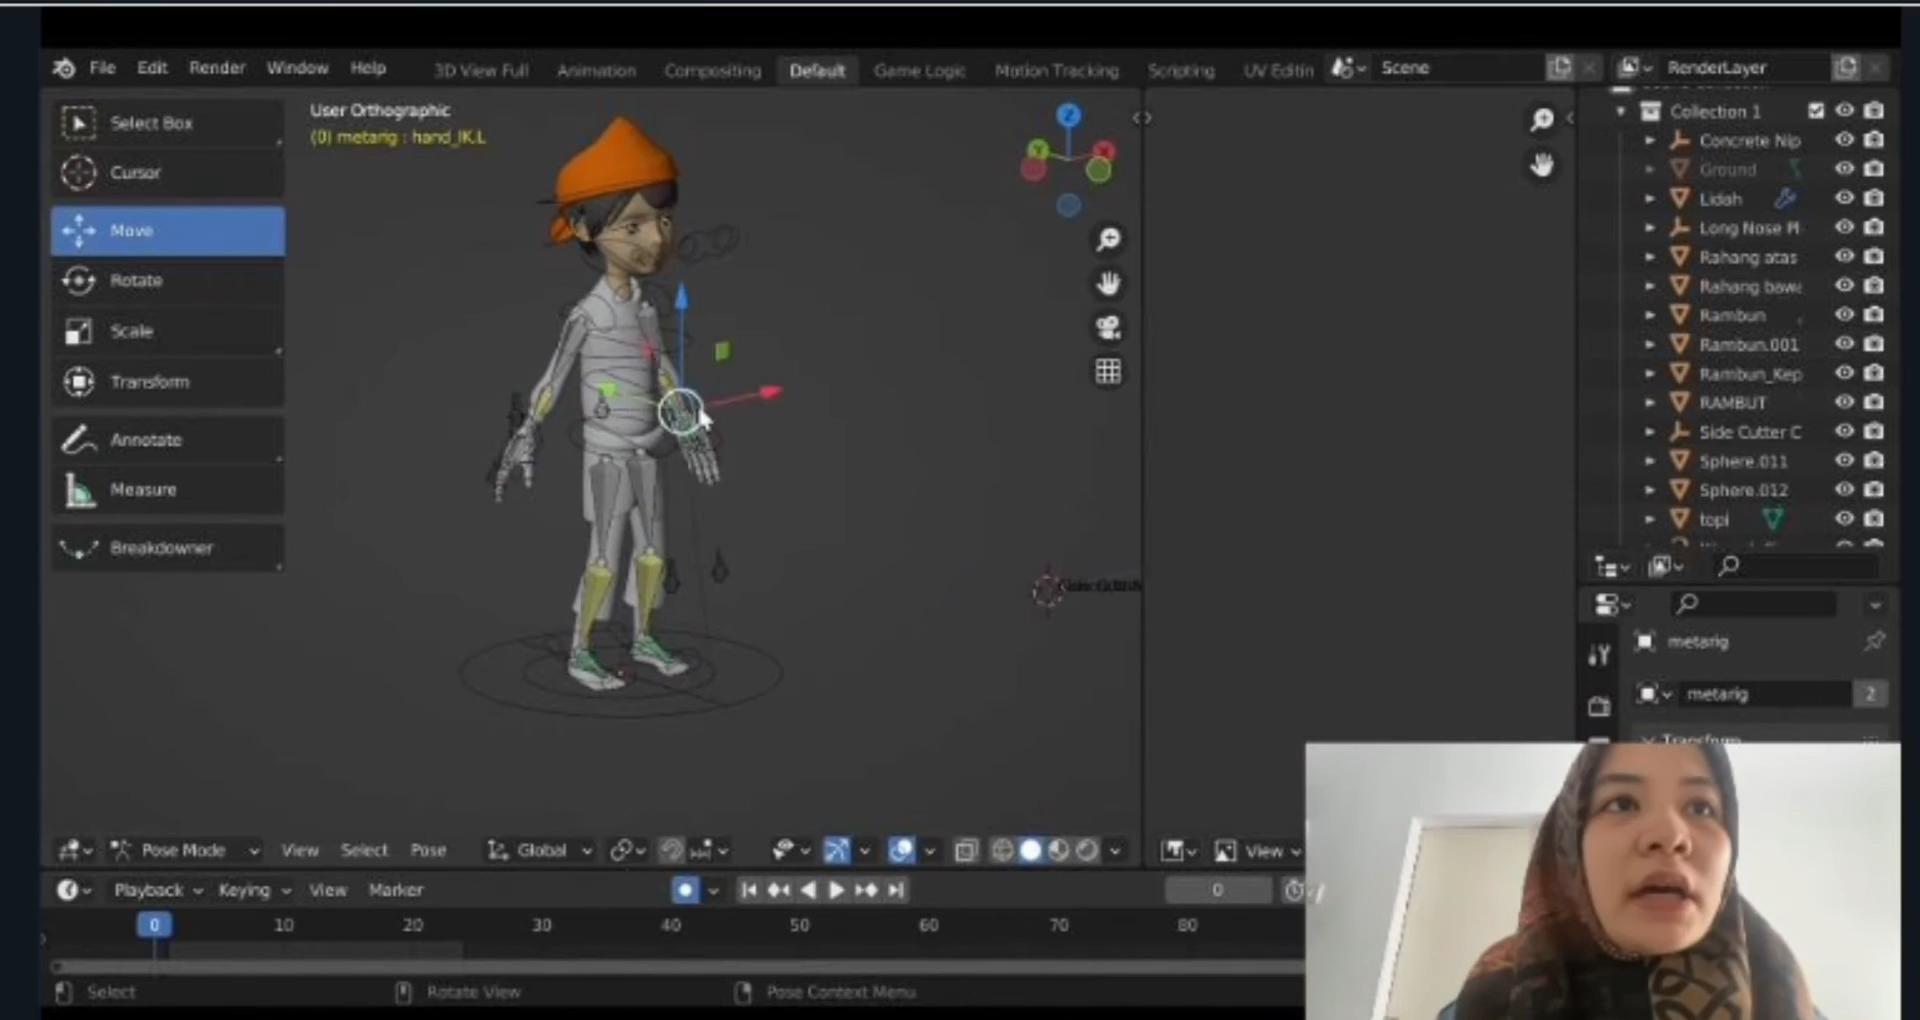 File Edit Render Window Help 3D View Full Animation Compositing Default Game Logic Motion Tracking Scripting UV Editin Scene RenderLayer
Select Box
Cursor
Move
Rotate
Scale
Transform
Annotate
Measure
Breakdowner
User Orthographic
(0) metarig : hand_IK.L
Z
Y
Collection 1
Concrete Nip
Ground
Lidah
Long Nose Pl
Rahang atas
Rahang bawa
Rambun
Rambun.001
Rambun_Kep
RAMBUT
Side Cutter C
Sphere.011
Sphere.012
topi
metarig
metarig 2
Transform
Pose Mode View Select Pose Global View
Playback Keying View Marker 0
0 10 20 30 40 50 60 70 80
Select Rotate View Pose Context Menu